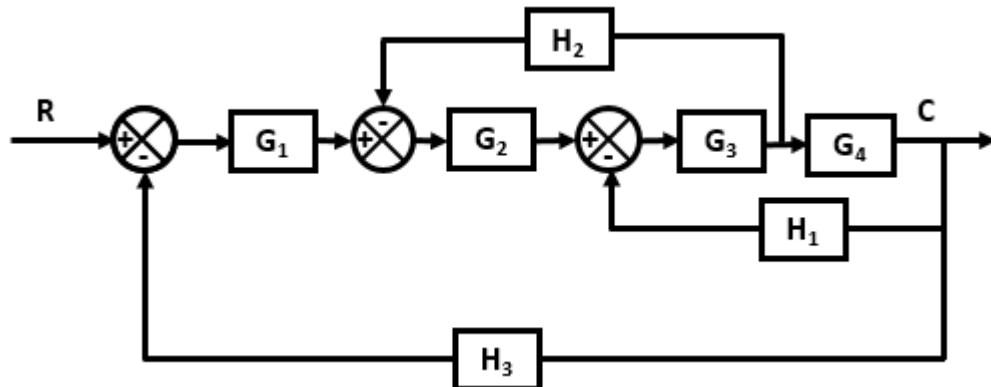 H₂
R + - G₁ + - G₂ + - G₃ G₄ C
H₁
H₃